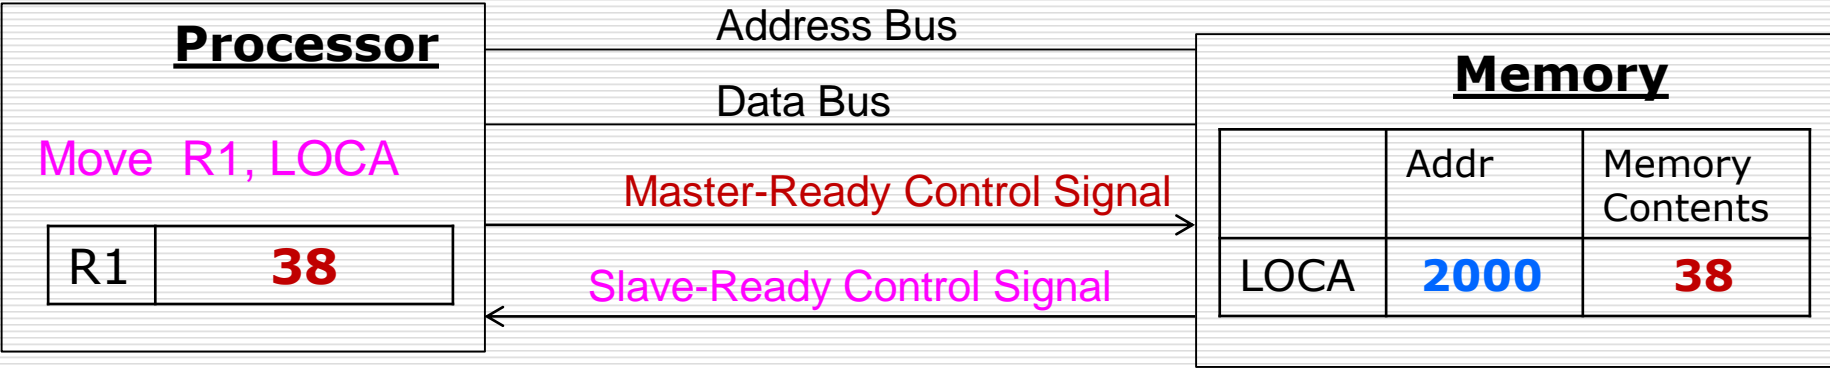 Processor
Move R1, LOCA
R1 38
Address Bus
Data Bus
Master-Ready Control Signal
Slave-Ready Control Signal
Memory
Addr Memory
Contents
LOCA 2000 38